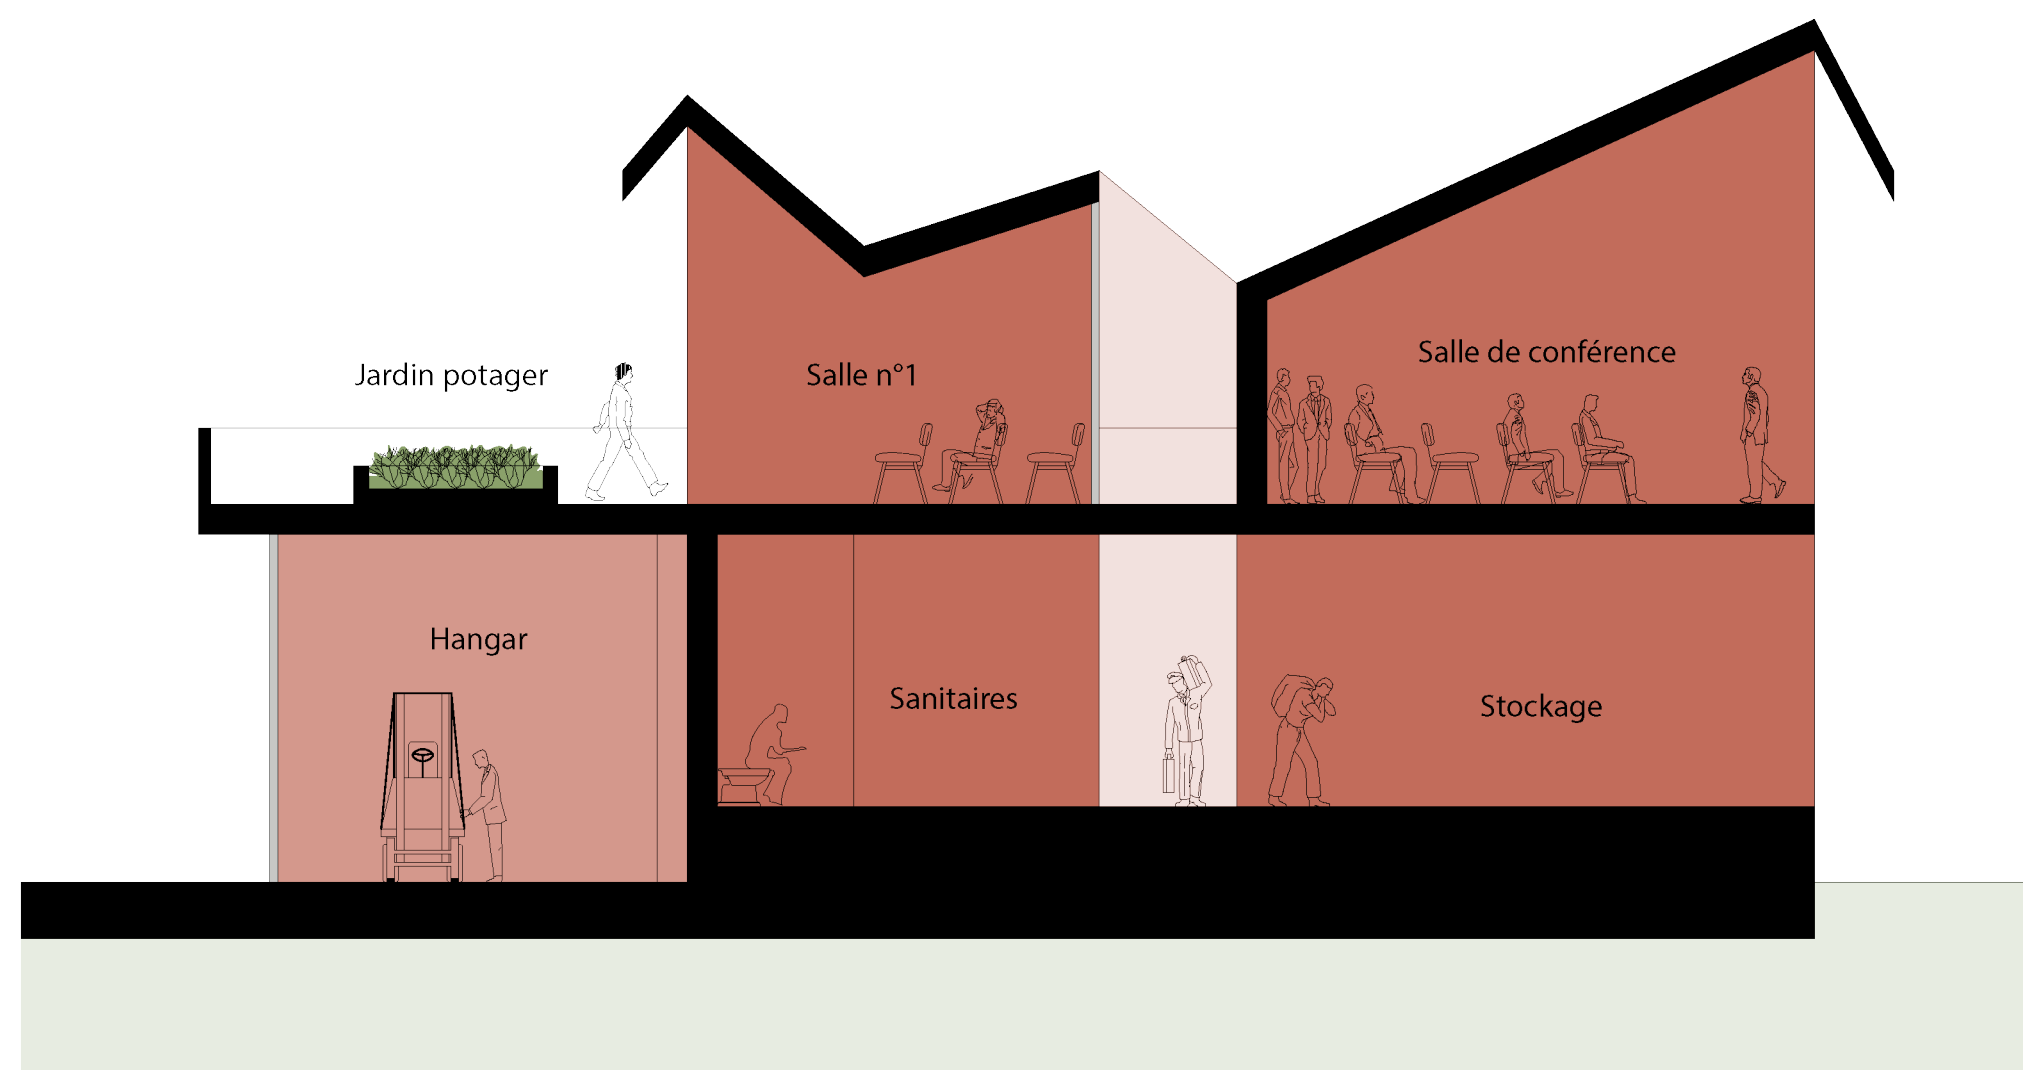 Salle de conférence
Jardin potager
Salle n°1
Hangar
Sanitaires
Stockage